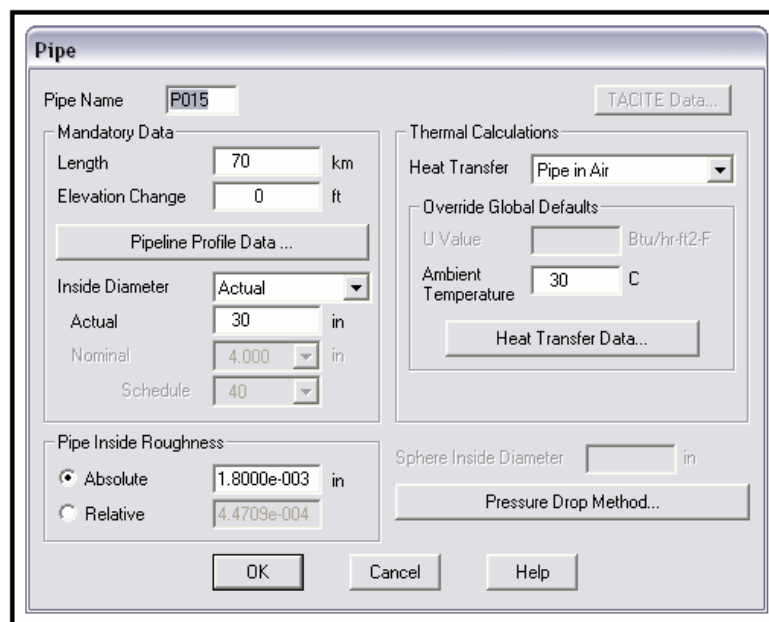 Pipe
Pipe Name P015 TACITE Data...
Mandatory Data
Length 70 km
Elevation Change 0 ft
Pipeline Profile Data ...
Inside Diameter Actual
Actual 30 in
Nominal 4.000 in
Schedule 40
Thermal Calculations
Heat Transfer Pipe in Air
Override Global Defaults
U Value Btu/hr-ft2-F
Ambient
Temperature 30 C
Heat Transfer Data...
Pipe Inside Roughness
Absolute 1.8000e-003 in
Relative 4.4709e-004
Sphere Inside Diameter in
Pressure Drop Method...
OK Cancel Help